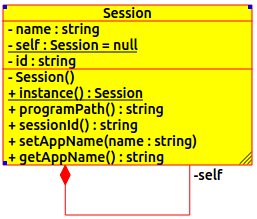 Session
- name : string
- self : Session = null
- id : string
- Session()
+ instance() : Session
+ programPath() : string
+ sessionId() : string
+ setAppName(name : string)
+ getAppName() : string
-self